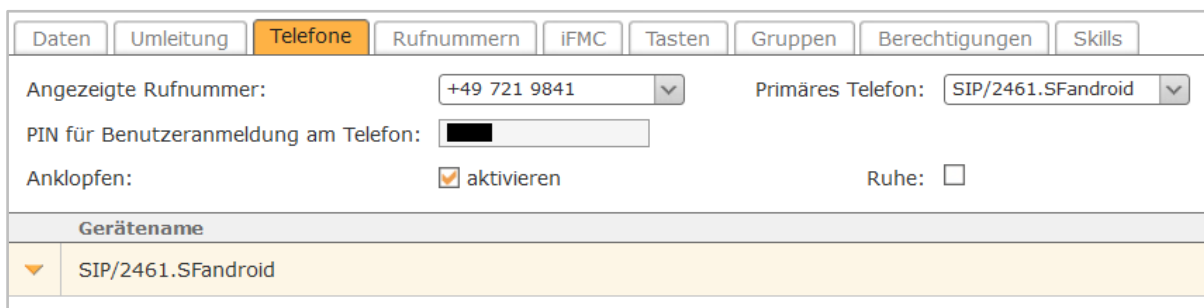 Daten Umleitung Telefone Rufnummern iFMC Tasten Gruppen Berechtigungen Skills
Angezeigte Rufnummer: +49 721 9841 Primäres Telefon: SIP/2461.SFandroid
PIN für Benutzeranmeldung am Telefon:
Anklopfen: aktivieren Ruhe:
Gerätename
SIP/2461.SFandroid